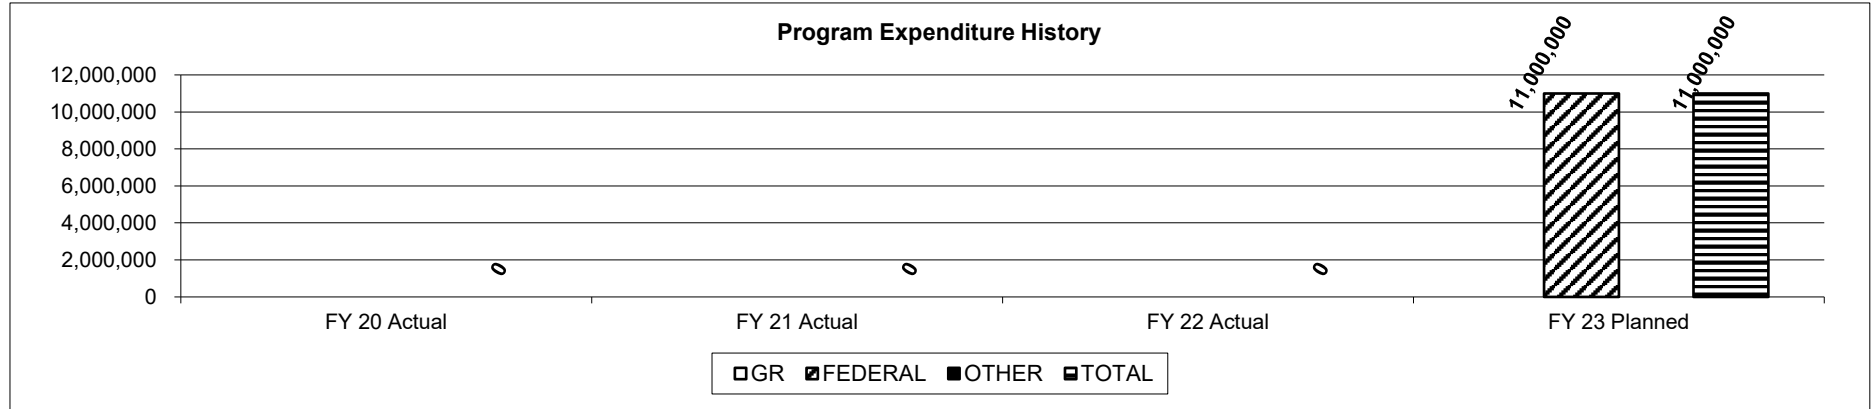 Program Expenditure History
11,000,000 11,000,000
12,000,000
10,000,000
8,000,000
6,000,000
4,000,000
2,000,000
0
0 0 0
FY 20 Actual FY 21 Actual FY 22 Actual FY 23 Planned
GR FEDERAL OTHER TOTAL